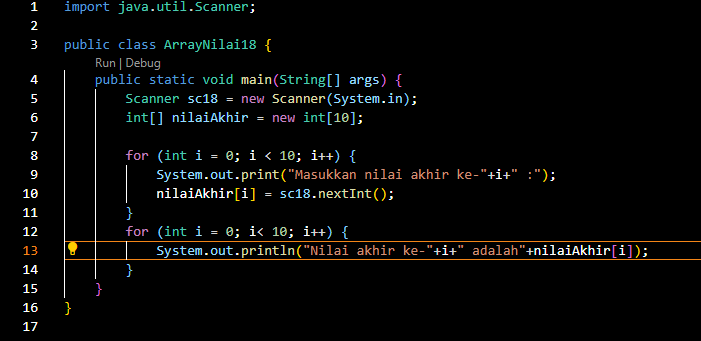 1 import java.util.Scanner;
2
3 public class ArrayNilai18 {
Run | Debug
4 public static void main(String[] args) {
5 Scanner sc18 = new Scanner(System.in);
6 int[] nilaiAkhir = new int[10];
7
8 for (int i = 0; i < 10; i++) {
9 System.out.print("Masukkan nilai akhir ke-"+i+" :");
10 nilaiAkhir[i] = sc18.nextInt();
11 }
12 for (int i = 0; i< 10; i++) {
13 System.out.println("Nilai akhir ke-"+i+" adalah"+nilaiAkhir[i]);
14 }
15 }
16 }
17